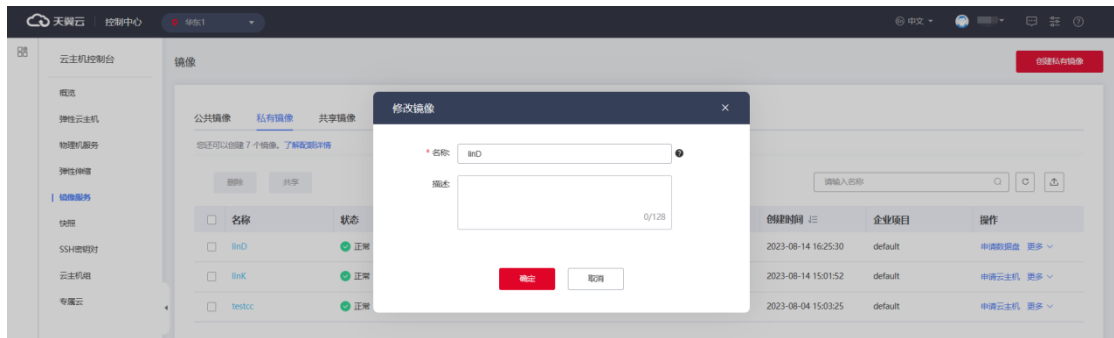 天翼云 控制中心 华东1 中文
云主机控制台 镜像 创建私有镜像
概览
弹性云主机
物理机服务
弹性伸缩
镜像服务
快照
SSH密钥对
云主机组
专属云
公共镜像 私有镜像 共享镜像
您还可以创建 7 个镜像。了解配额详情
删除 共享 请输入名称
名称 状态 创建时间 企业项目 操作
linD 正常 2023-08-14 16:25:30 default 申请数据盘 更多
linK 正常 2023-08-14 15:01:52 default 申请云主机 更多
testcc 正常 2023-08-04 15:03:25 default 申请云主机 更多
修改镜像
* 名称: linD
描述:
0/128
确定 取消